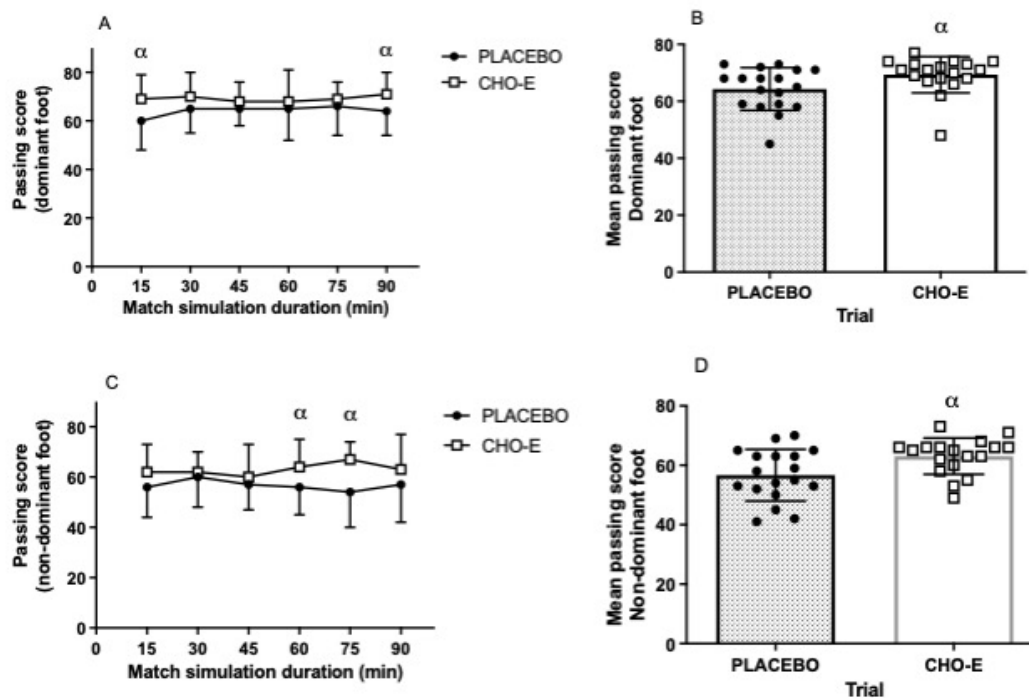 A
α
α
PLACEBO
CHO-E
Passing score
(dominant foot)
80
60
40
20
0
0 15 30 45 60 75 90
Match simulation duration (min)
B
α
Mean passing score
Dominant foot
80
60
40
20
0
PLACEBO CHO-E
Trial
C
α α
PLACEBO
CHO-E
Passing score
(non-dominant foot)
80
60
40
20
0
0 15 30 45 60 75 90
Match simulation duration (min)
D
α
Mean passing score
Non-dominant foot
80
60
40
20
0
PLACEBO CHO-E
Trial